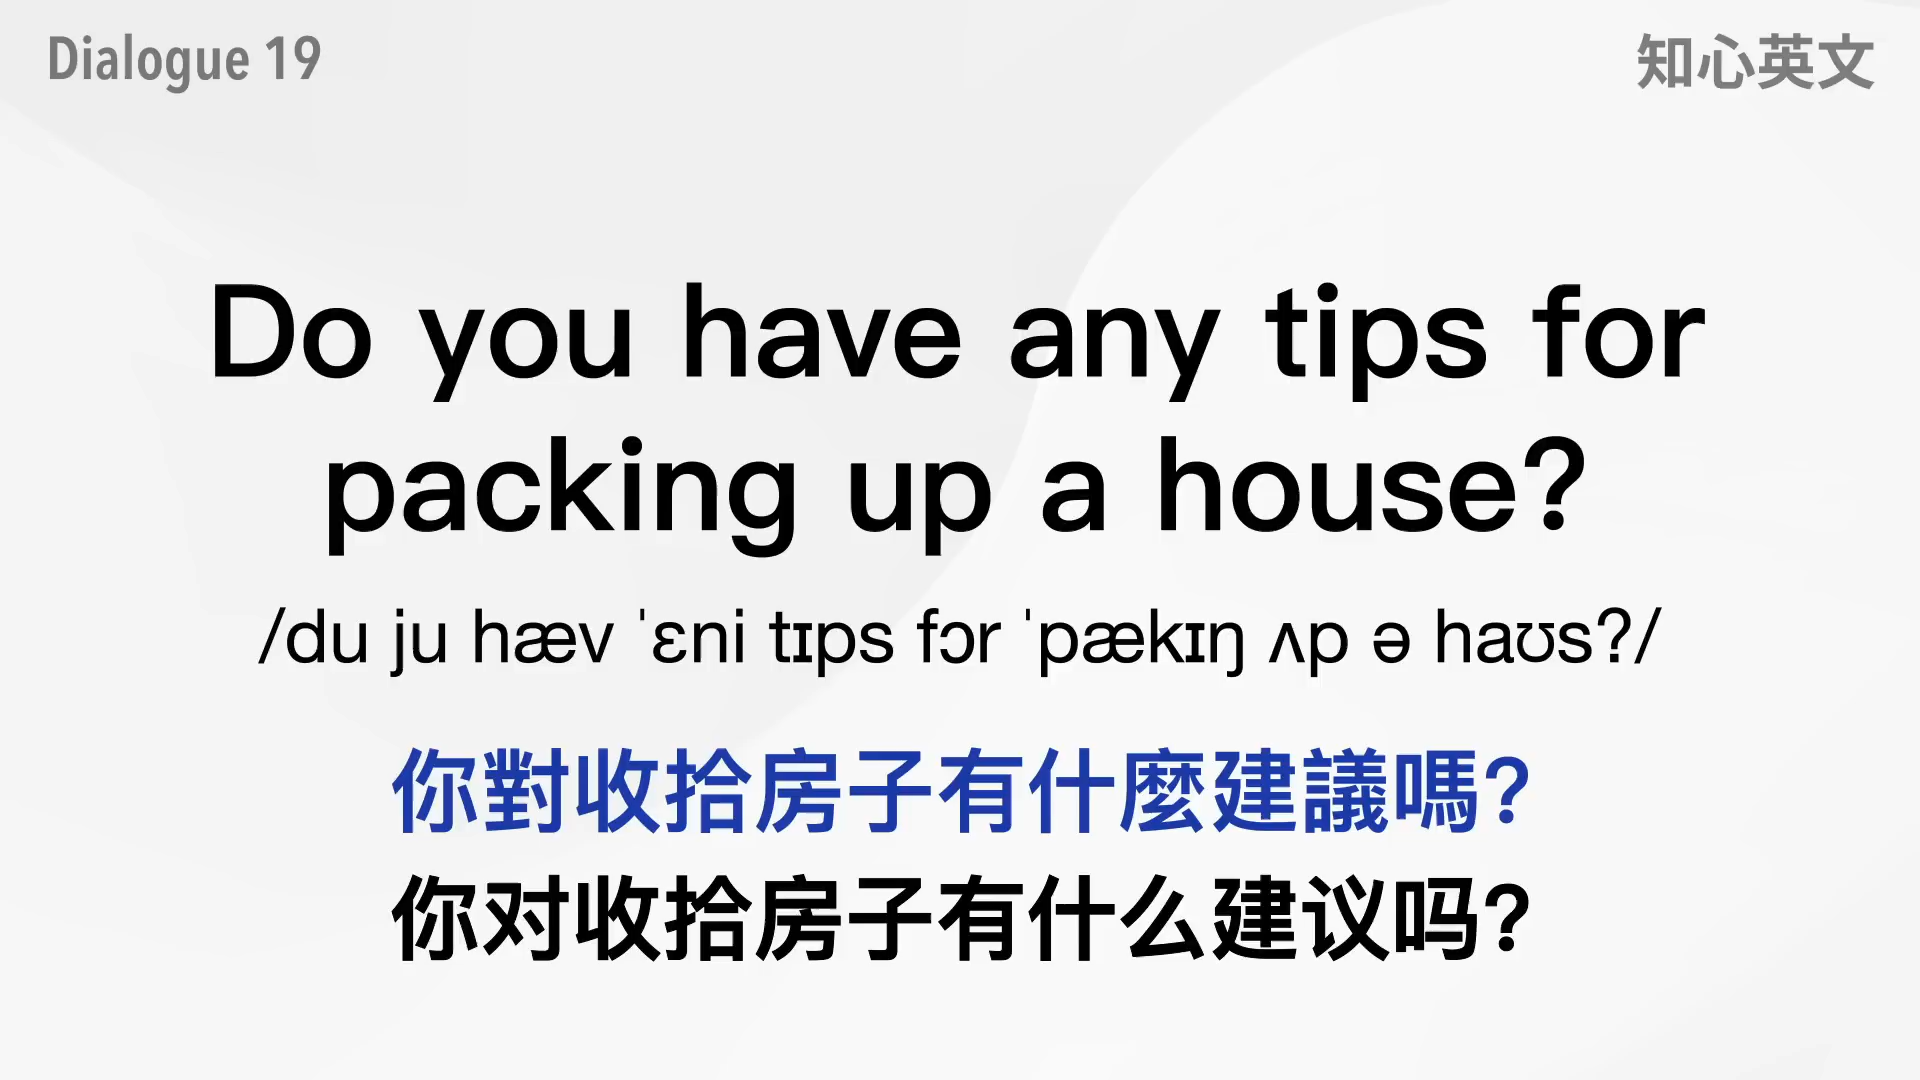 Dialogue 19
知心英文
Do you have any tips for
packing up a house?
/du ju hæv ˈɛni tɪps fɔr ˈpækɪŋ ʌp ə haʊs?/
你對收拾房子有什麼建議嗎?
你对收拾房子有什么建议吗?